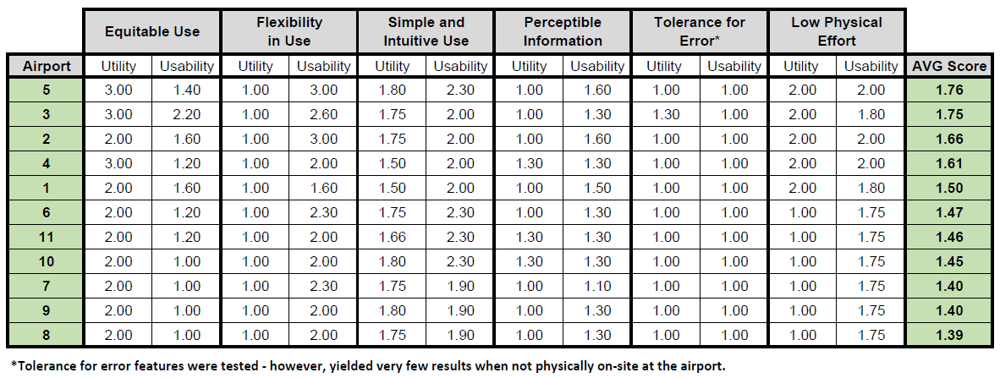 Equitable Use Flexibility in Use Simple and Intuitive Use Perceptible Information Tolerance for Error* Low Physical Effort
Airport Utility Usability Utility Usability Utility Usability Utility Usability Utility Usability Utility Usability AVG Score
5 3.00 1.40 1.00 3.00 1.80 2.30 1.00 1.60 1.00 1.00 2.00 2.00 1.76
3 3.00 2.20 1.00 2.60 1.75 2.00 1.00 1.30 1.30 1.00 2.00 1.80 1.75
2 2.00 1.60 1.00 3.00 1.75 2.00 1.00 1.60 1.00 1.00 2.00 2.00 1.66
4 3.00 1.20 1.00 2.00 1.50 2.00 1.30 1.30 1.00 1.00 2.00 2.00 1.61
1 2.00 1.60 1.00 1.60 1.50 2.00 1.00 1.50 1.00 1.00 2.00 1.80 1.50
6 2.00 1.20 1.00 2.30 1.75 2.30 1.00 1.30 1.00 1.00 1.00 1.75 1.47
11 2.00 1.20 1.00 2.00 1.66 2.30 1.30 1.30 1.00 1.00 1.00 1.75 1.46
10 2.00 1.00 1.00 2.00 1.80 2.30 1.30 1.30 1.00 1.00 1.00 1.75 1.45
7 2.00 1.00 1.00 2.30 1.75 1.90 1.00 1.10 1.00 1.00 1.00 1.75 1.40
9 2.00 1.00 1.00 2.00 1.80 1.90 1.00 1.30 1.00 1.00 1.00 1.75 1.40
8 2.00 1.00 1.00 2.00 1.75 1.90 1.00 1.30 1.00 1.00 1.00 1.75 1.39
*Tolerance for error features were tested - however, yielded very few results when not physically on-site at the airport.